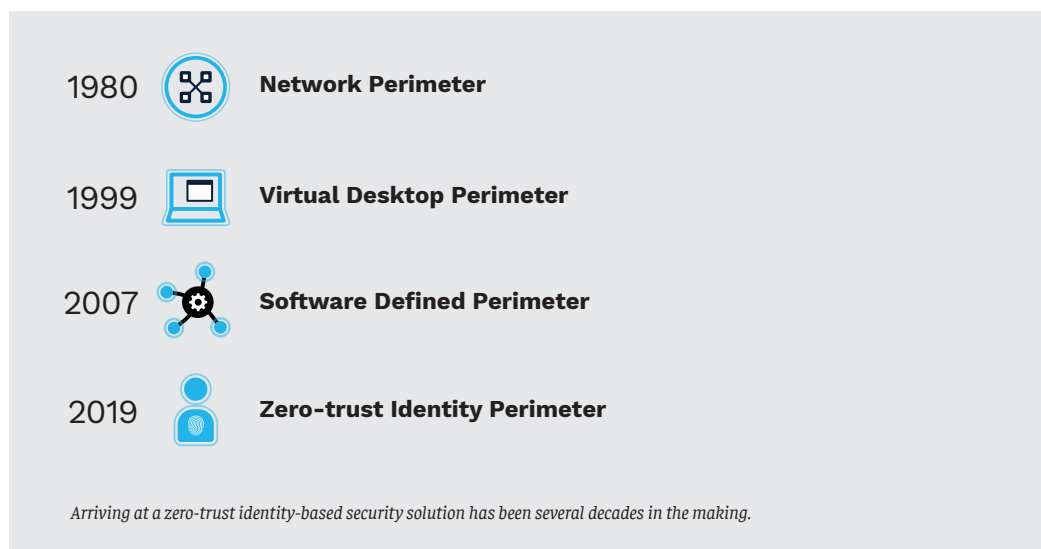 1980 Network Perimeter
1999 Virtual Desktop Perimeter
2007 Software Defined Perimeter
2019 Zero-trust Identity Perimeter
Arriving at a zero-trust identity-based security solution has been several decades in the making.